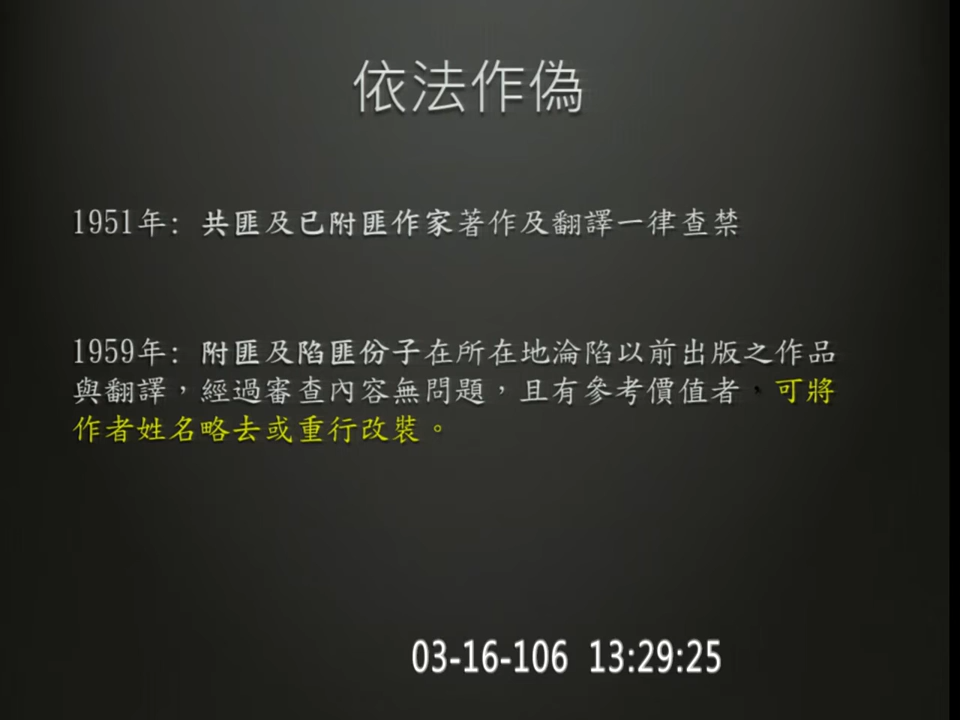 依法作偽
1951年: 共匪及已附匪作家著作及翻譯一律查禁
1959年: 附匪及陷匪份子在所在地淪陷以前出版之作品
與翻譯，經過審查內容無問題，且有參考價值者、可將
作者姓名略去或重行改裝。
03-16-106 13:29:25